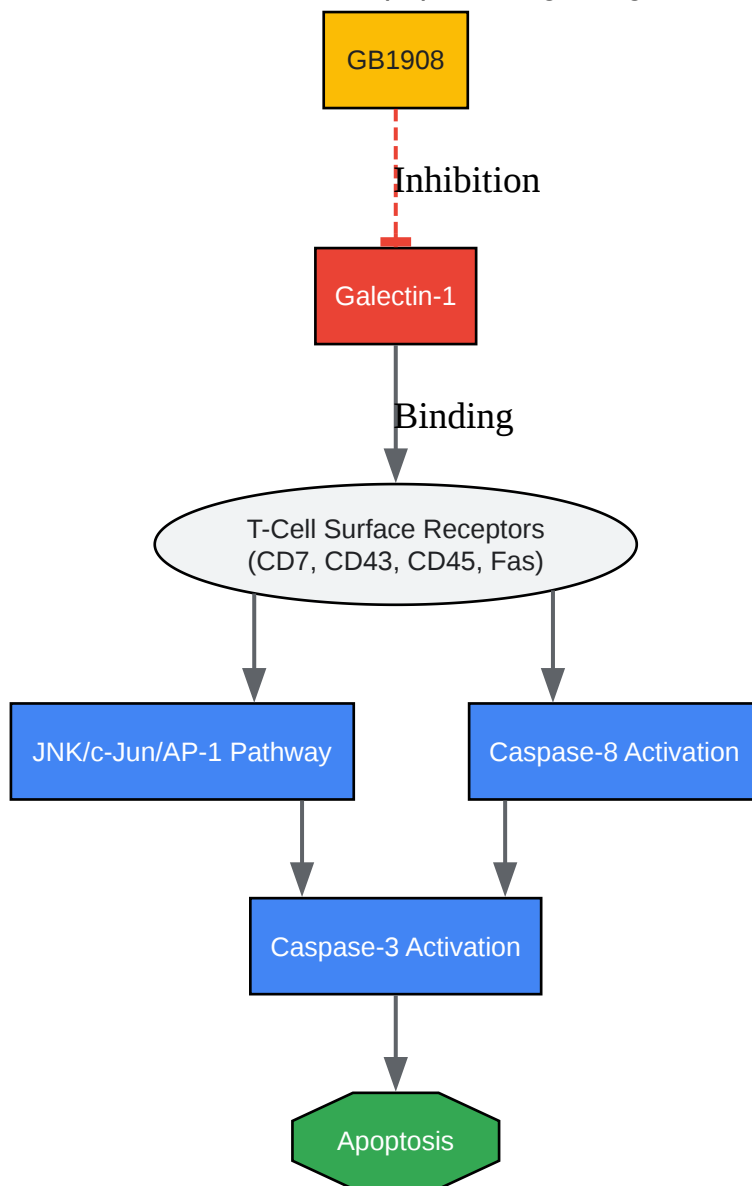 GB1908
Inhibition
Galectin-1
Binding
T-Cell Surface Receptors
(CD7, CD43, CD45, Fas)
JNK/c-Jun/AP-1 Pathway
Caspase-8 Activation
Caspase-3 Activation
Apoptosis